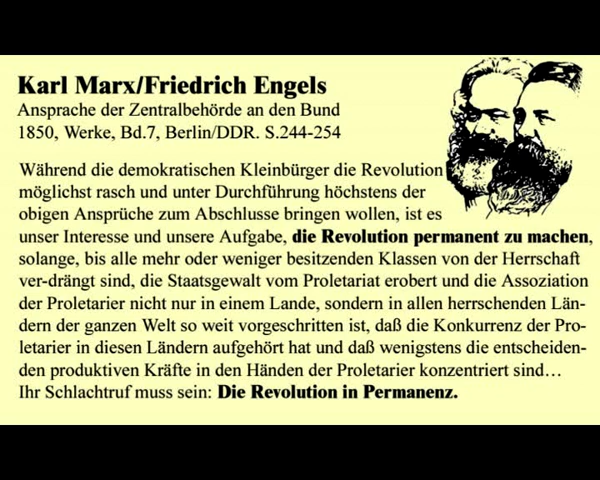 Karl Marx/Friedrich Engels
Ansprache der Zentralbehörde an den Bund
1850, Werke, Bd.7, Berlin/DDR. S.244-254
Während die demokratischen Kleinbürger die Revolution
möglichst rasch und unter Durchführung höchstens der
obigen Ansprüche zum Abschlusse bringen wollen, ist es
unser Interesse und unsere Aufgabe, die Revolution permanent zu machen,
solange, bis alle mehr oder weniger besitzenden Klassen von der Herrschaft
ver-drängt sind, die Staatsgewalt vom Proletariat erobert und die Assoziation
der Proletarier nicht nur in einem Lande, sondern in allen herrschenden Län-
dern der ganzen Welt so weit vorgeschritten ist, daß die Konkurrenz der Pro-
letarier in diesen Ländern aufgehört hat und daß wenigstens die entscheiden-
den produktiven Kräfte in den Händen der Proletarier konzentriert sind…
Ihr Schlachtruf muss sein: Die Revolution in Permanenz.